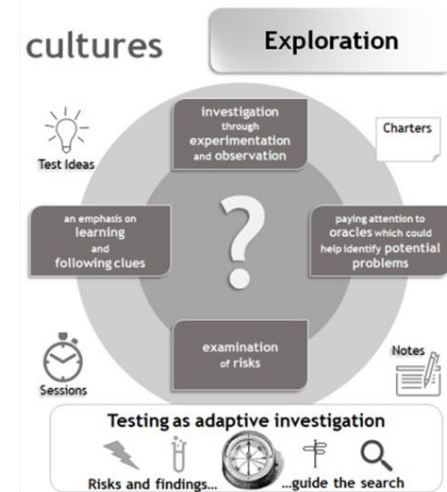 cultures
Exploration
investigation
through
experimentation
and observation
Test Ideas
Charters
an emphasis on
learning
and
following clues
?
paying attention to
oracles which could
help identify potential
problems
examination
of risks
Sessions
Notes
Testing as adaptive investigation
Risks and findings...
...guide the search